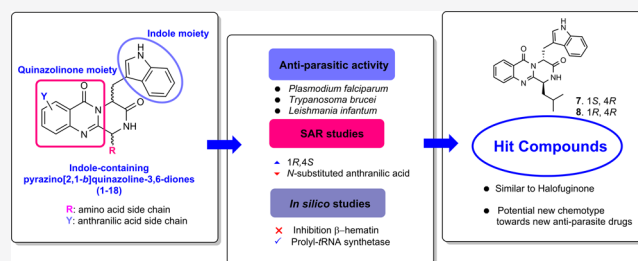 Indole moiety
H
N
Quinazolinone moiety
Y
O
N
O
N
NH
R
Indole-containing
pyrazino[2,1-b]quinazoline-3,6-diones
(1-18)
R: amino acid side chain
Y: anthranilic acid side chain
Anti-parasitic activity
● Plasmodium falciparum
● Trypanosoma brucei
● Leishmania infantum
SAR studies
1R,4S
N-substituted anthranilic acid
In silico studies
× Inhibition β–hematin
✓ Prolyl-tRNA synthetase
H
N
O
N
O
N
NH
7. 1S, 4R
8. 1R, 4R
Hit Compounds
● Similar to Halofuginone
● Potential new chemotype
towards new anti-parasite drugs